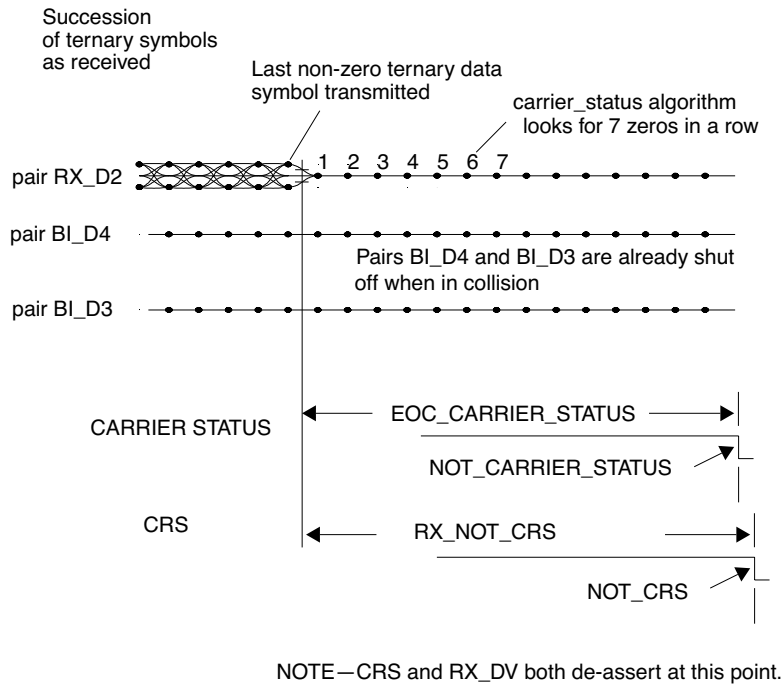 Succession
of ternary symbols
as received
Last non-zero ternary data
symbol transmitted
carrier_status algorithm
looks for 7 zeros in a row
1 2 3 4 5 6 7
pair RX_D2
pair BI_D4
Pairs BI_D4 and BI_D3 are already shut
off when in collision
pair BI_D3
EOC_CARRIER_STATUS
CARRIER STATUS
NOT_CARRIER_STATUS
CRS
RX_NOT_CRS
NOT_CRS
NOTE—CRS and RX_DV both de-assert at this point.